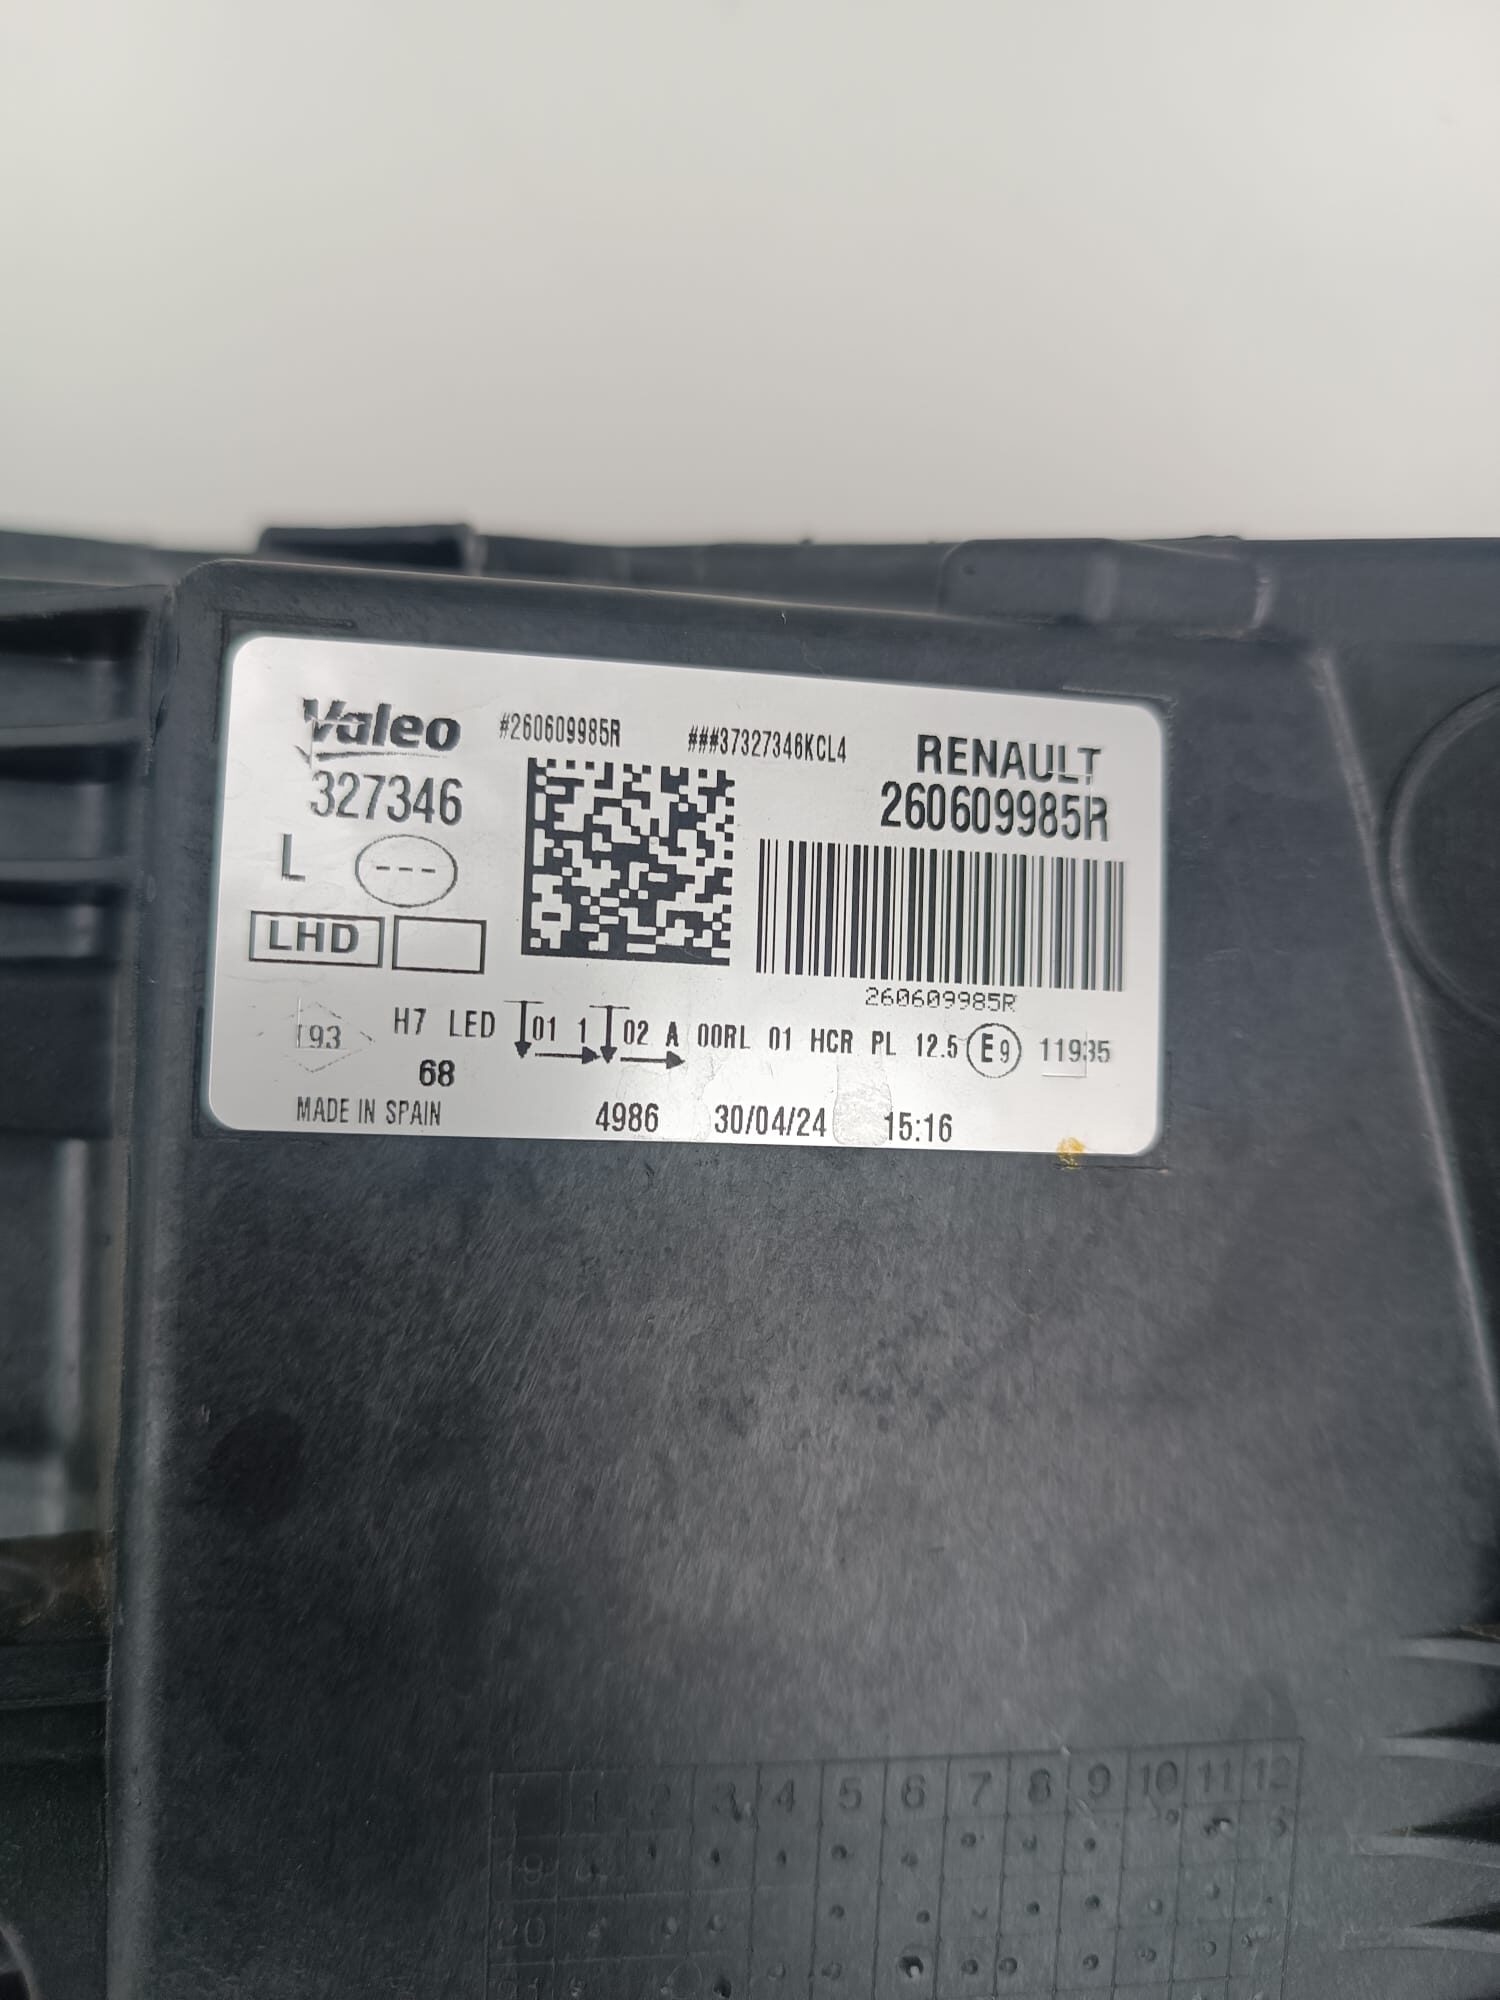 Valeo #260609985R ###37327346KCL4 RENAULT
327346 260609985R
L ---
LHD
260609985R
193 H7 LED 01 1 02 A 00RL 01 HCR PL 12.5 E9 11935
68
MADE IN SPAIN 4986 30/04/24 15:16
1 2 3 4 5 6 7 8 9 10 11 12
19
20